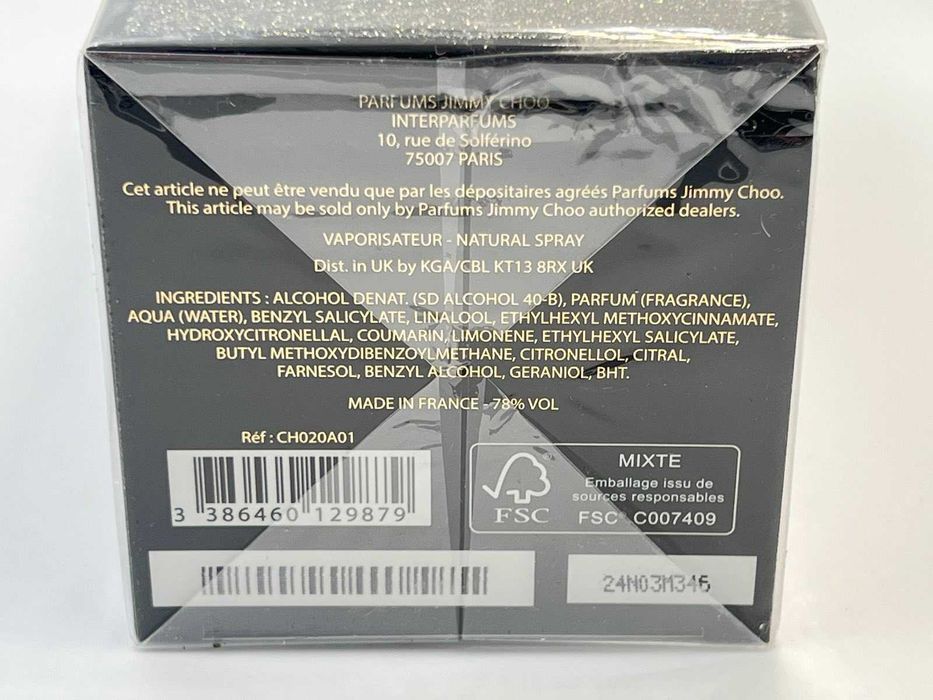 PARFUMS JIMMY CHOO
INTERPARFUMS
10, rue de Solférino
75007 PARIS
Cet article ne peut être vendu que par les dépositaires agréés Parfums Jimmy Choo.
This article may be sold only by Parfums Jimmy Choo authorized dealers.
VAPORISATEUR - NATURAL SPRAY
Dist. in UK by KGA/CBL KT13 8RX UK
INGREDIENTS : ALCOHOL DENAT. (SD ALCOHOL 40-B), PARFUM (FRAGRANCE),
AQUA (WATER), BENZYL SALICYLATE, LINALOOL, ETHYLHEXYL METHOXYCINNAMATE,
HYDROXYCITRONELLAL, COUMARIN, LIMONENE, ETHYLHEXYL SALICYLATE,
BUTYL METHOXYDIBENZOYLMETHANE, CITRONELLOL, CITRAL,
FARNESOL, BENZYL ALCOHOL, GERANIOL, BHT.
MADE IN FRANCE - 78% VOL
Réf : CH020A01
3 386460 129879
FSC
MIXTE
Emballage issu de
sources responsables
FSC® C007409
24N03M346